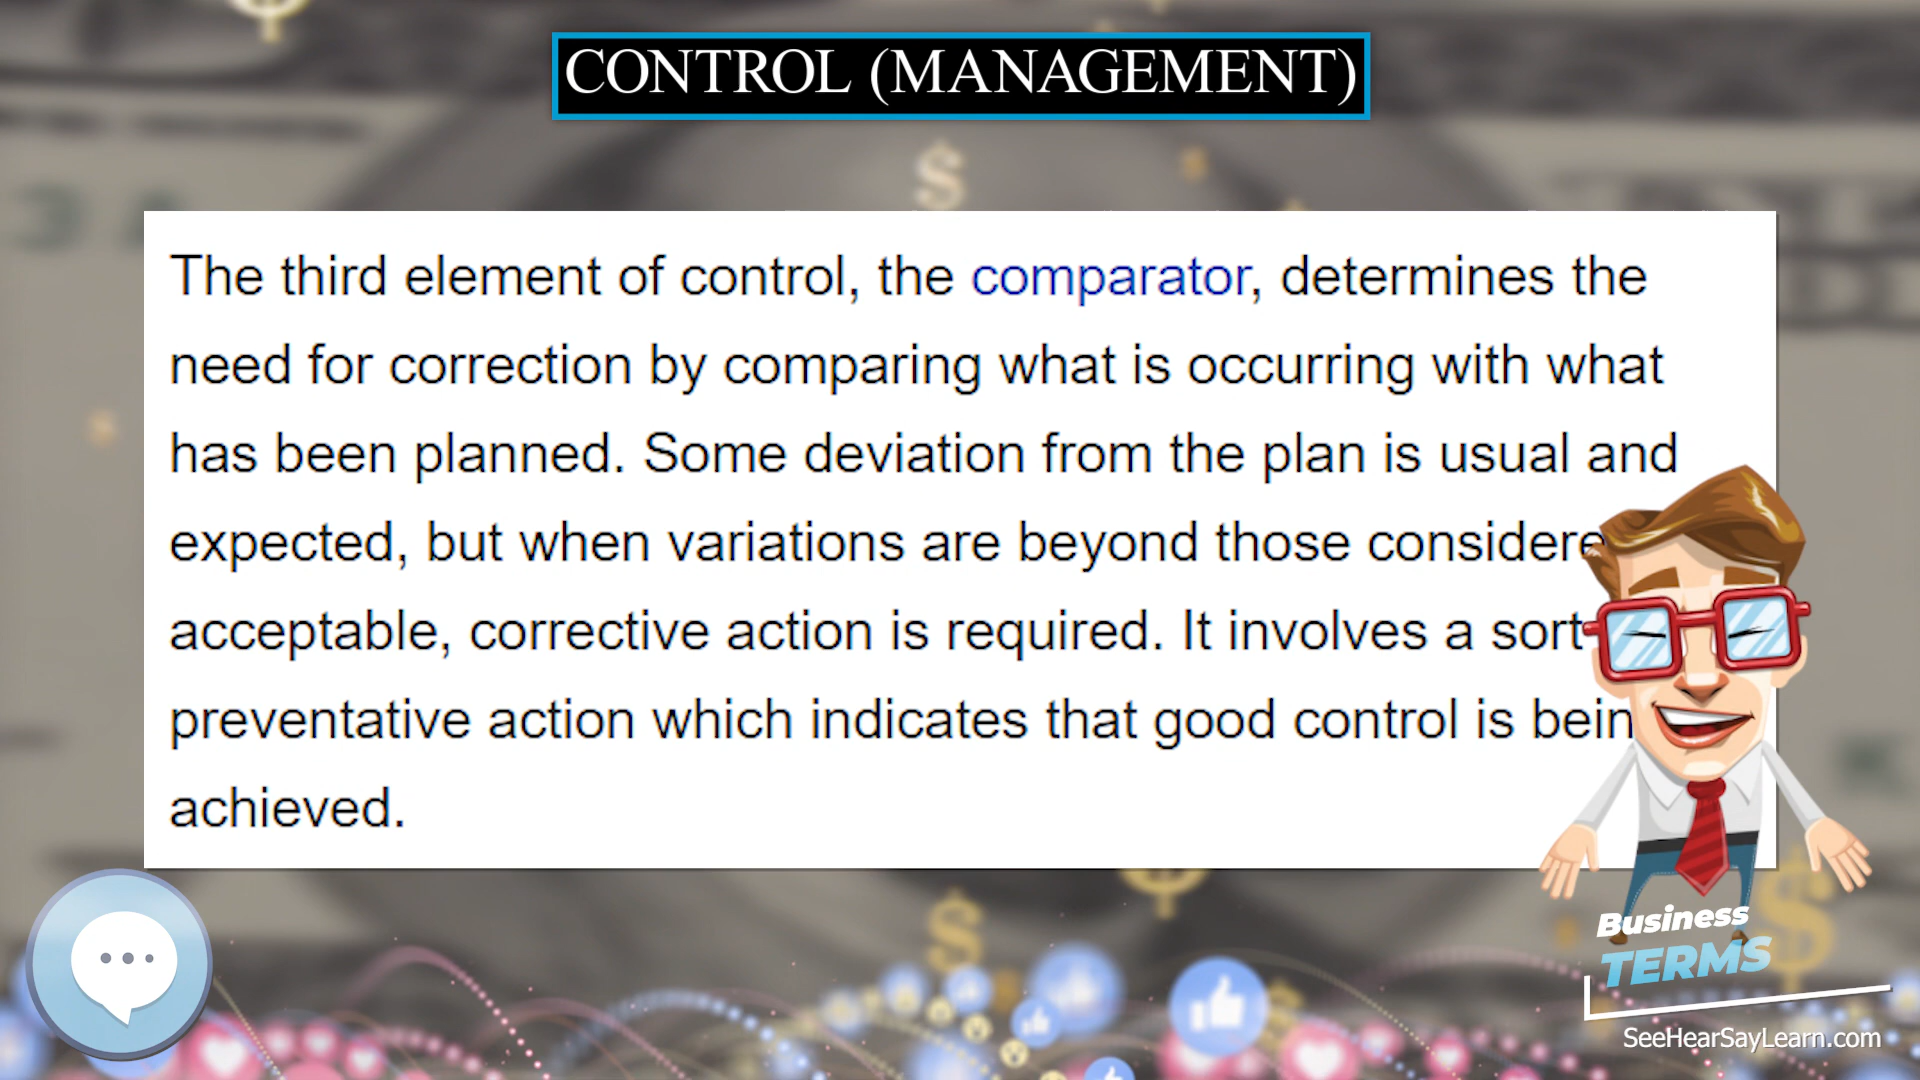 CONTROL (MANAGEMENT)
The third element of control, the comparator, determines the
need for correction by comparing what is occurring with what
has been planned. Some deviation from the plan is usual and
expected, but when variations are beyond those
acceptable, corrective action is required. It involves a sort
preventative action which indicates that good control is
achieved.
Business
TERMS
SeeHearSayLearn.com